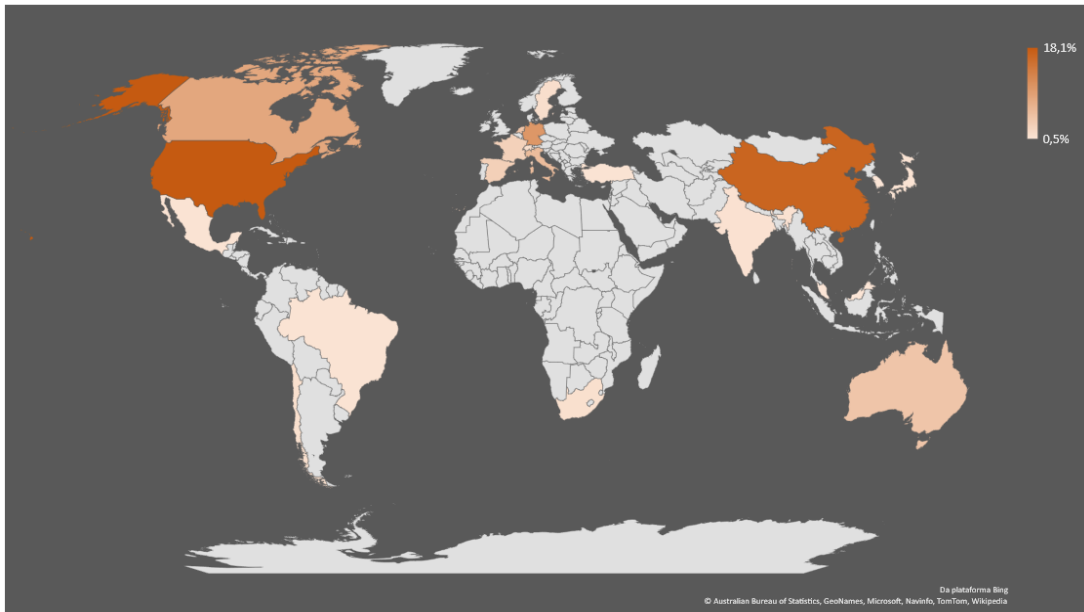 18,1%
0,5%
Da plataforma Bing
© Australian Bureau of Statistics, GeoNames, Microsoft, Navinfo, TomTom, Wikipedia